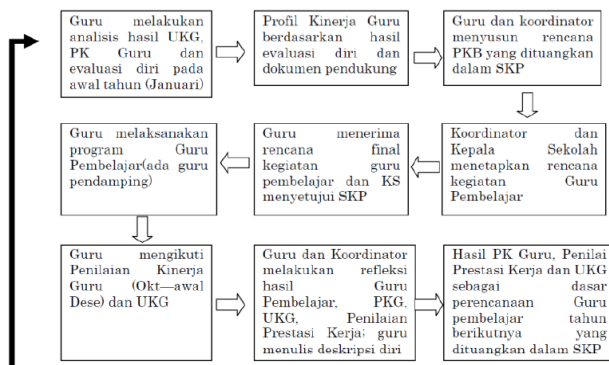 Guru melakukan
analisis hasil UKG,
PK Guru dan
evaluasi diri pada
awal tahun (Januari)
Profil Kinerja Guru
berdasarkan hasil
evaluasi diri dan
dokumen pendukung
Guru dan koordinator
menyusun rencana
PKB yang dituangkan
dalam SKP
Koordinator dan
Kepala Sekolah
menetapkan rencana
kegiatan Guru
Pembelajar
Guru menerima
rencana final
kegiatan guru
pembelajar dan KS
menyetujui SKP
Guru melaksanakan
program Guru
Pembelajar(ada guru
pendamping)
Guru mengikuti
Penilaian Kinerja
Guru (Okt—awal
Dese) dan UKG
Guru dan Koordinator
melakukan refleksi
hasil Guru
Pembelajar, PKG,
UKG, Penilaian
Prestasi Kerja; guru
menulis deskripsi diri
Hasil PK Guru, Penilai
Prestasi Kerja dan UKG
sebagai dasar
perencanaan Guru
pembelajar tahun
berikutnya yang
dituangkan dalam SKP